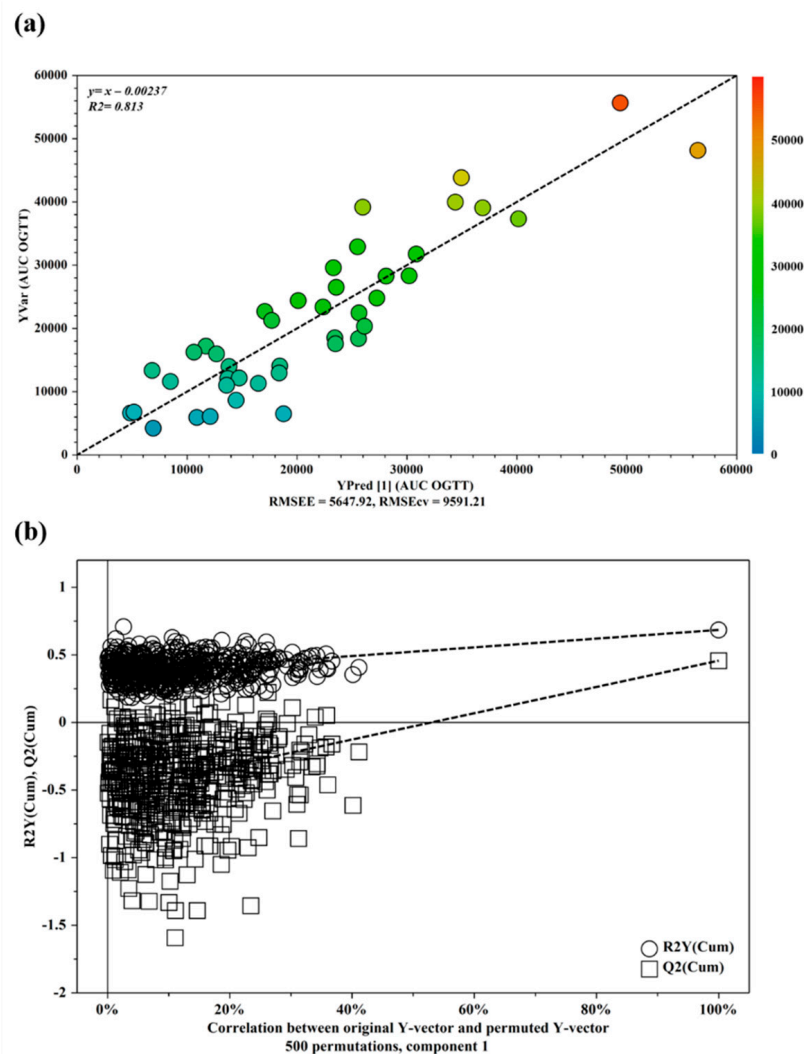 (a)
y= x – 0.00237
R2= 0.813
60000
50000
40000
30000
20000
10000
0
YVar (AUC OGTT)
0 10000 20000 30000 40000 50000 60000
YPred [1] (AUC OGTT)
RMSEE = 5647.92, RMSEcv = 9591.21
50000
40000
30000
20000
10000
0
(b)
1
0.5
0
-0.5
-1
-1.5
-2
R2Y(Cum), Q2(Cum)
R2Y(Cum)
Q2(Cum)
0% 20% 40% 60% 80% 100%
Correlation between original Y-vector and permuted Y-vector
500 permutations, component 1